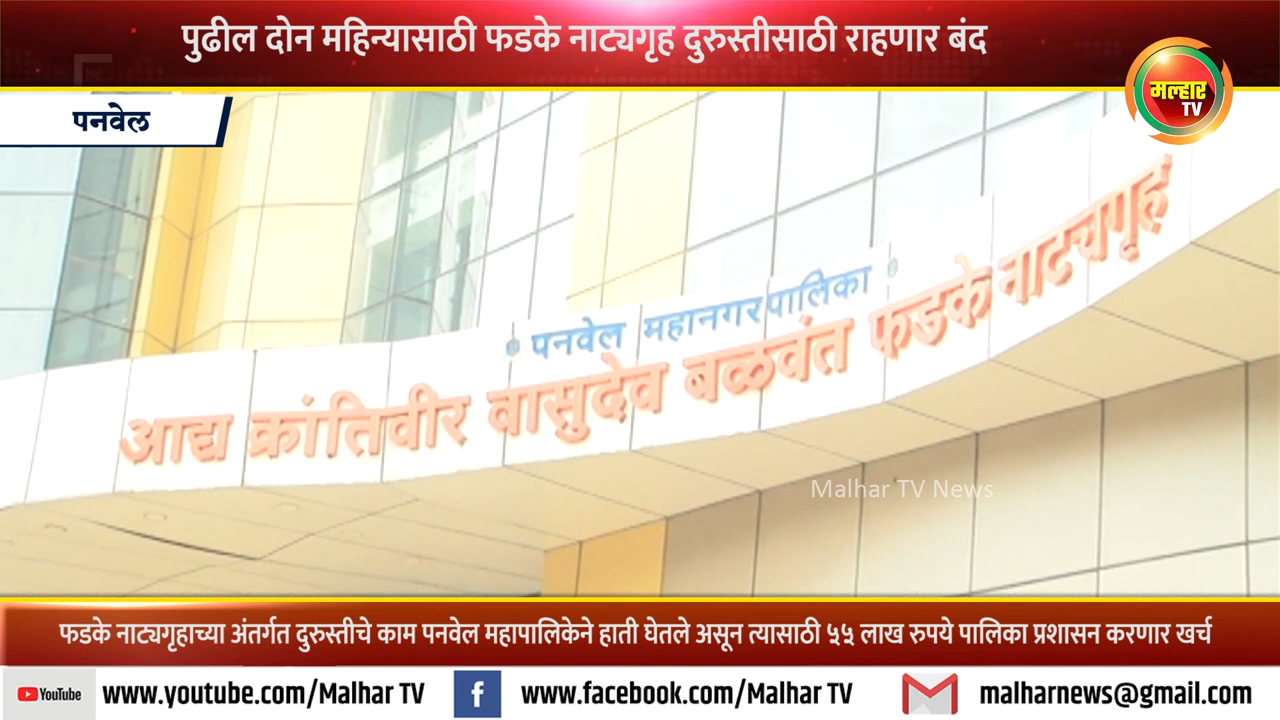 पुढील दोन महिन्यासाठी फडके नाट्यगृह दुरुस्तीसाठी राहणार बंद
मल्हार
TV
पनवेल
पनवेल महानगरपालिका
आद्य क्रांतिवीर वासुदेव बळवंत फडके नाट्यगृह
Malhar TV News
फडके नाट्यगृहाच्या अंतर्गत दुरुस्तीचे काम पनवेल महापालिकेने हाती घेतले असून त्यासाठी ५५ लाख रुपये पालिका प्रशासन करणार खर्च
YouTube www.youtube.com/Malhar TV f www.facebook.com/Malhar TV malharnews@gmail.com